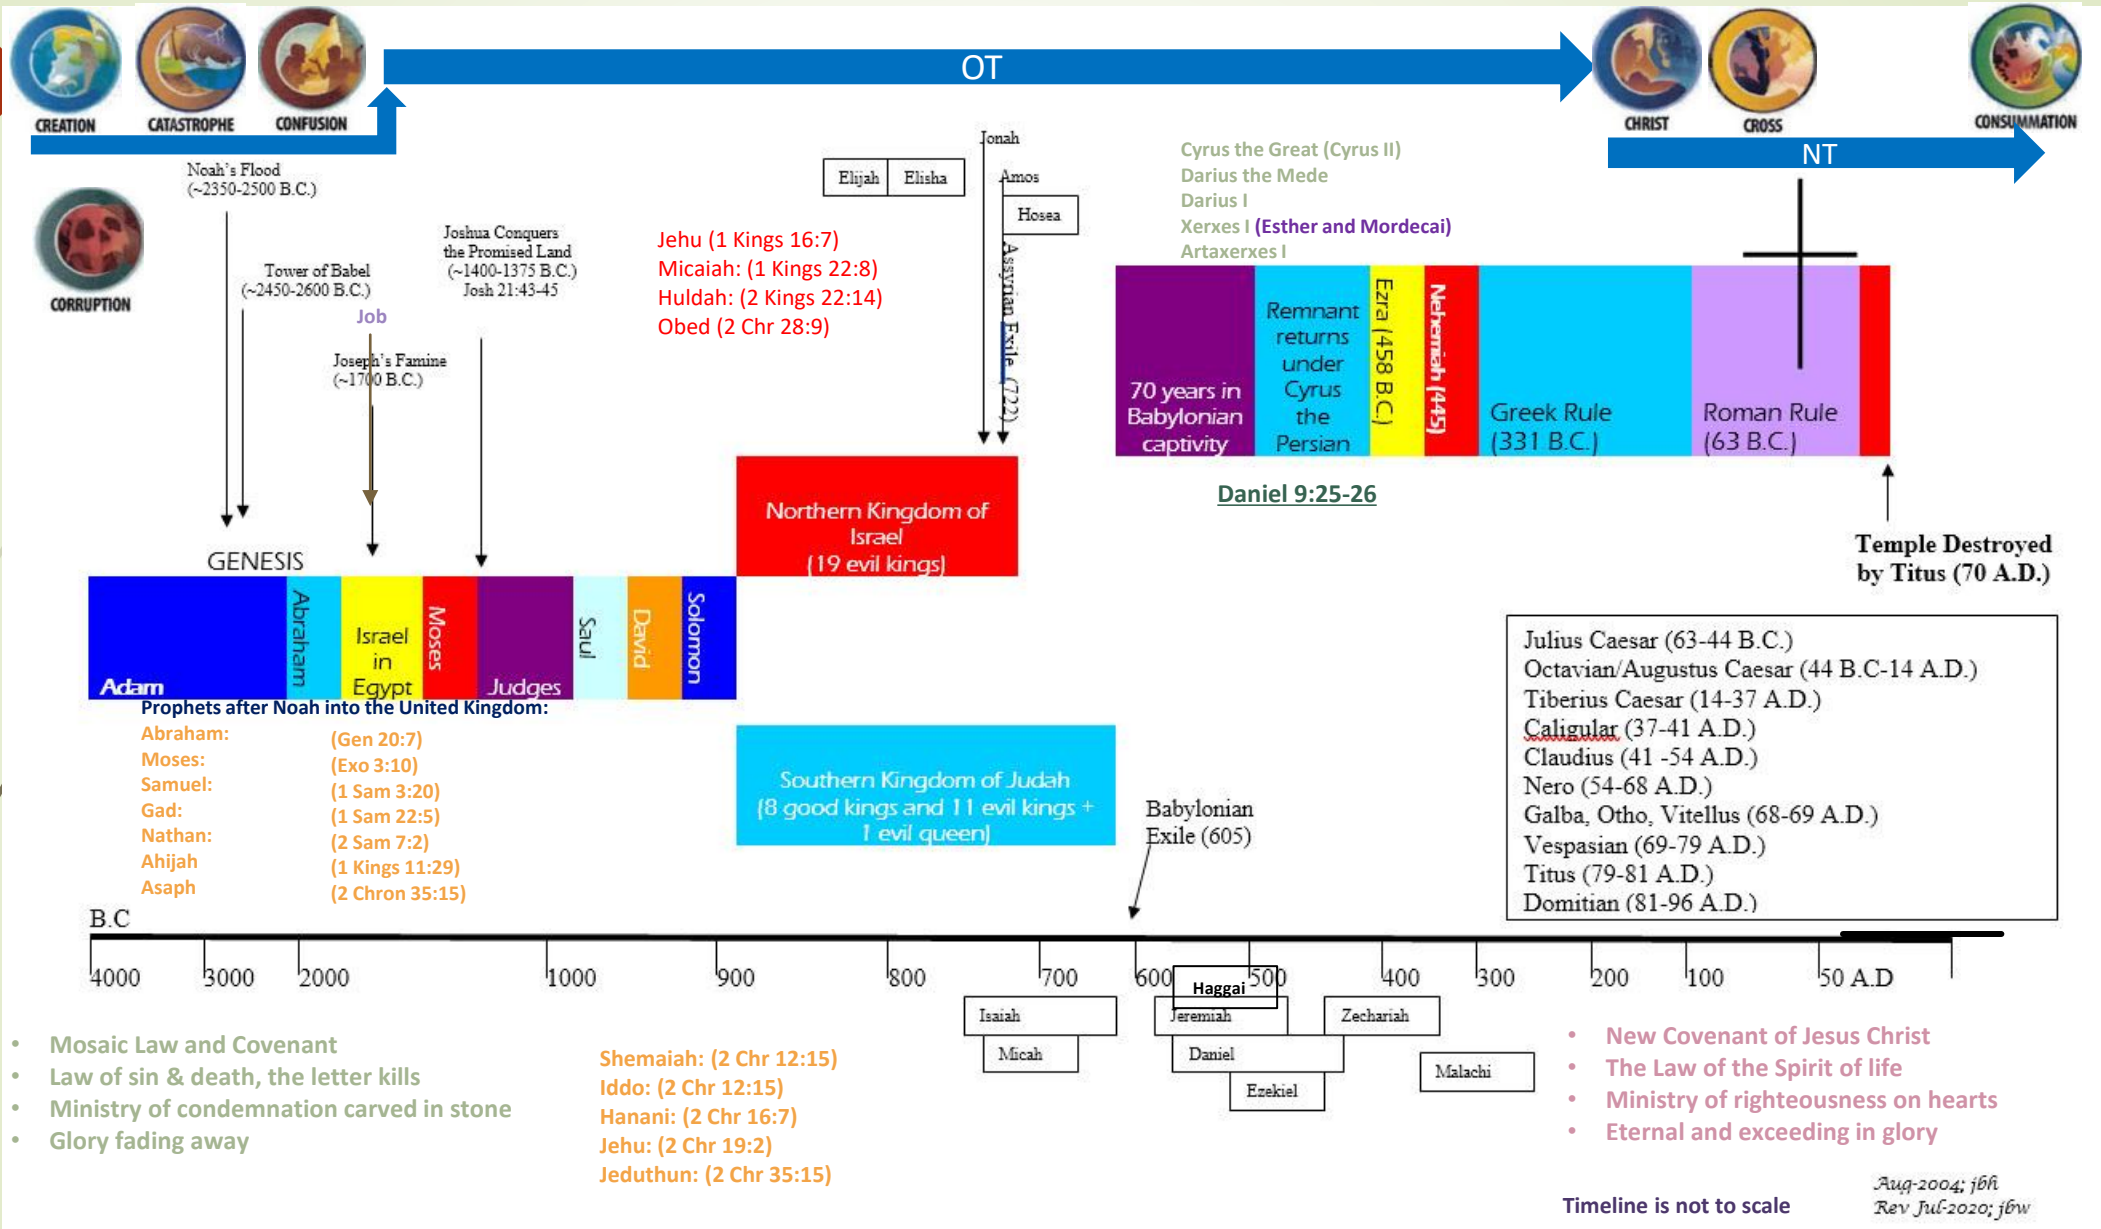 OT
CREATION
CATASTROPHE
CONFUSION
CHRIST
CROSS
CONSUMMATION
NT
Noah's Flood
(~2350-2500 B.C.)
CORRUPTION
Tower of Babel
(~2450-2600 B.C.)
Job
Joseph's Famine
(~1700 B.C.)
Joshua Conquers
the Promised Land
(~1400-1375 B.C.)
Josh 21:43-45
Jehu (1 Kings 16:7)
Micaiah: (1 Kings 22:8)
Huldah: (2 Kings 22:14)
Obed (2 Chr 28:9)
Elijah
Elisha
Jonah
Amos
Hosea
Assyrian Exile (722)
Cyrus the Great (Cyrus II)
Darius the Mede
Darius I
Xerxes I (Esther and Mordecai)
Artaxerxes I
70 years in
Babylonian
captivity
Remnant
returns
under
Cyrus
the
Persian
Ezra (458 B.C.)
Nehemiah (445)
Greek Rule
(331 B.C.)
Roman Rule
(63 B.C.)
Daniel 9:25-26
Temple Destroyed
by Titus (70 A.D.)
GENESIS
Adam
Abraham
Israel
in
Egypt
Moses
Judges
Saul
David
Solomon
Northern Kingdom of
Israel
(19 evil kings)
Southern Kingdom of Judah
(8 good kings and 11 evil kings +
1 evil queen)
Babylonian
Exile (605)
Prophets after Noah into the United Kingdom:
Abraham: (Gen 20:7)
Moses: (Exo 3:10)
Samuel: (1 Sam 3:20)
Gad: (1 Sam 22:5)
Nathan: (2 Sam 7:2)
Ahijah (1 Kings 11:29)
Asaph (2 Chron 35:15)
Julius Caesar (63-44 B.C.)
Octavian/Augustus Caesar (44 B.C-14 A.D.)
Tiberius Caesar (14-37 A.D.)
Caligular (37-41 A.D.)
Claudius (41 -54 A.D.)
Nero (54-68 A.D.)
Galba, Otho, Vitellus (68-69 A.D.)
Vespasian (69-79 A.D.)
Titus (79-81 A.D.)
Domitian (81-96 A.D.)
B.C
4000 3000 2000 1000 900 800 700 600 500 400 300 200 100 50 A.D
Haggai
Isaiah
Micah
Jeremiah
Daniel
Ezekiel
Zechariah
Malachi
• Mosaic Law and Covenant
• Law of sin & death, the letter kills
• Ministry of condemnation carved in stone
• Glory fading away
Shemaiah: (2 Chr 12:15)
Iddo: (2 Chr 12:15)
Hanani: (2 Chr 16:7)
Jehu: (2 Chr 19:2)
Jeduthun: (2 Chr 35:15)
• New Covenant of Jesus Christ
• The Law of the Spirit of life
• Ministry of righteousness on hearts
• Eternal and exceeding in glory
Timeline is not to scale
Aug-2004; jbh
Rev Jul-2020; jbw